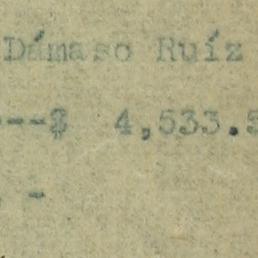 Dámaso Ruíz
---$ 4,533.5
. -